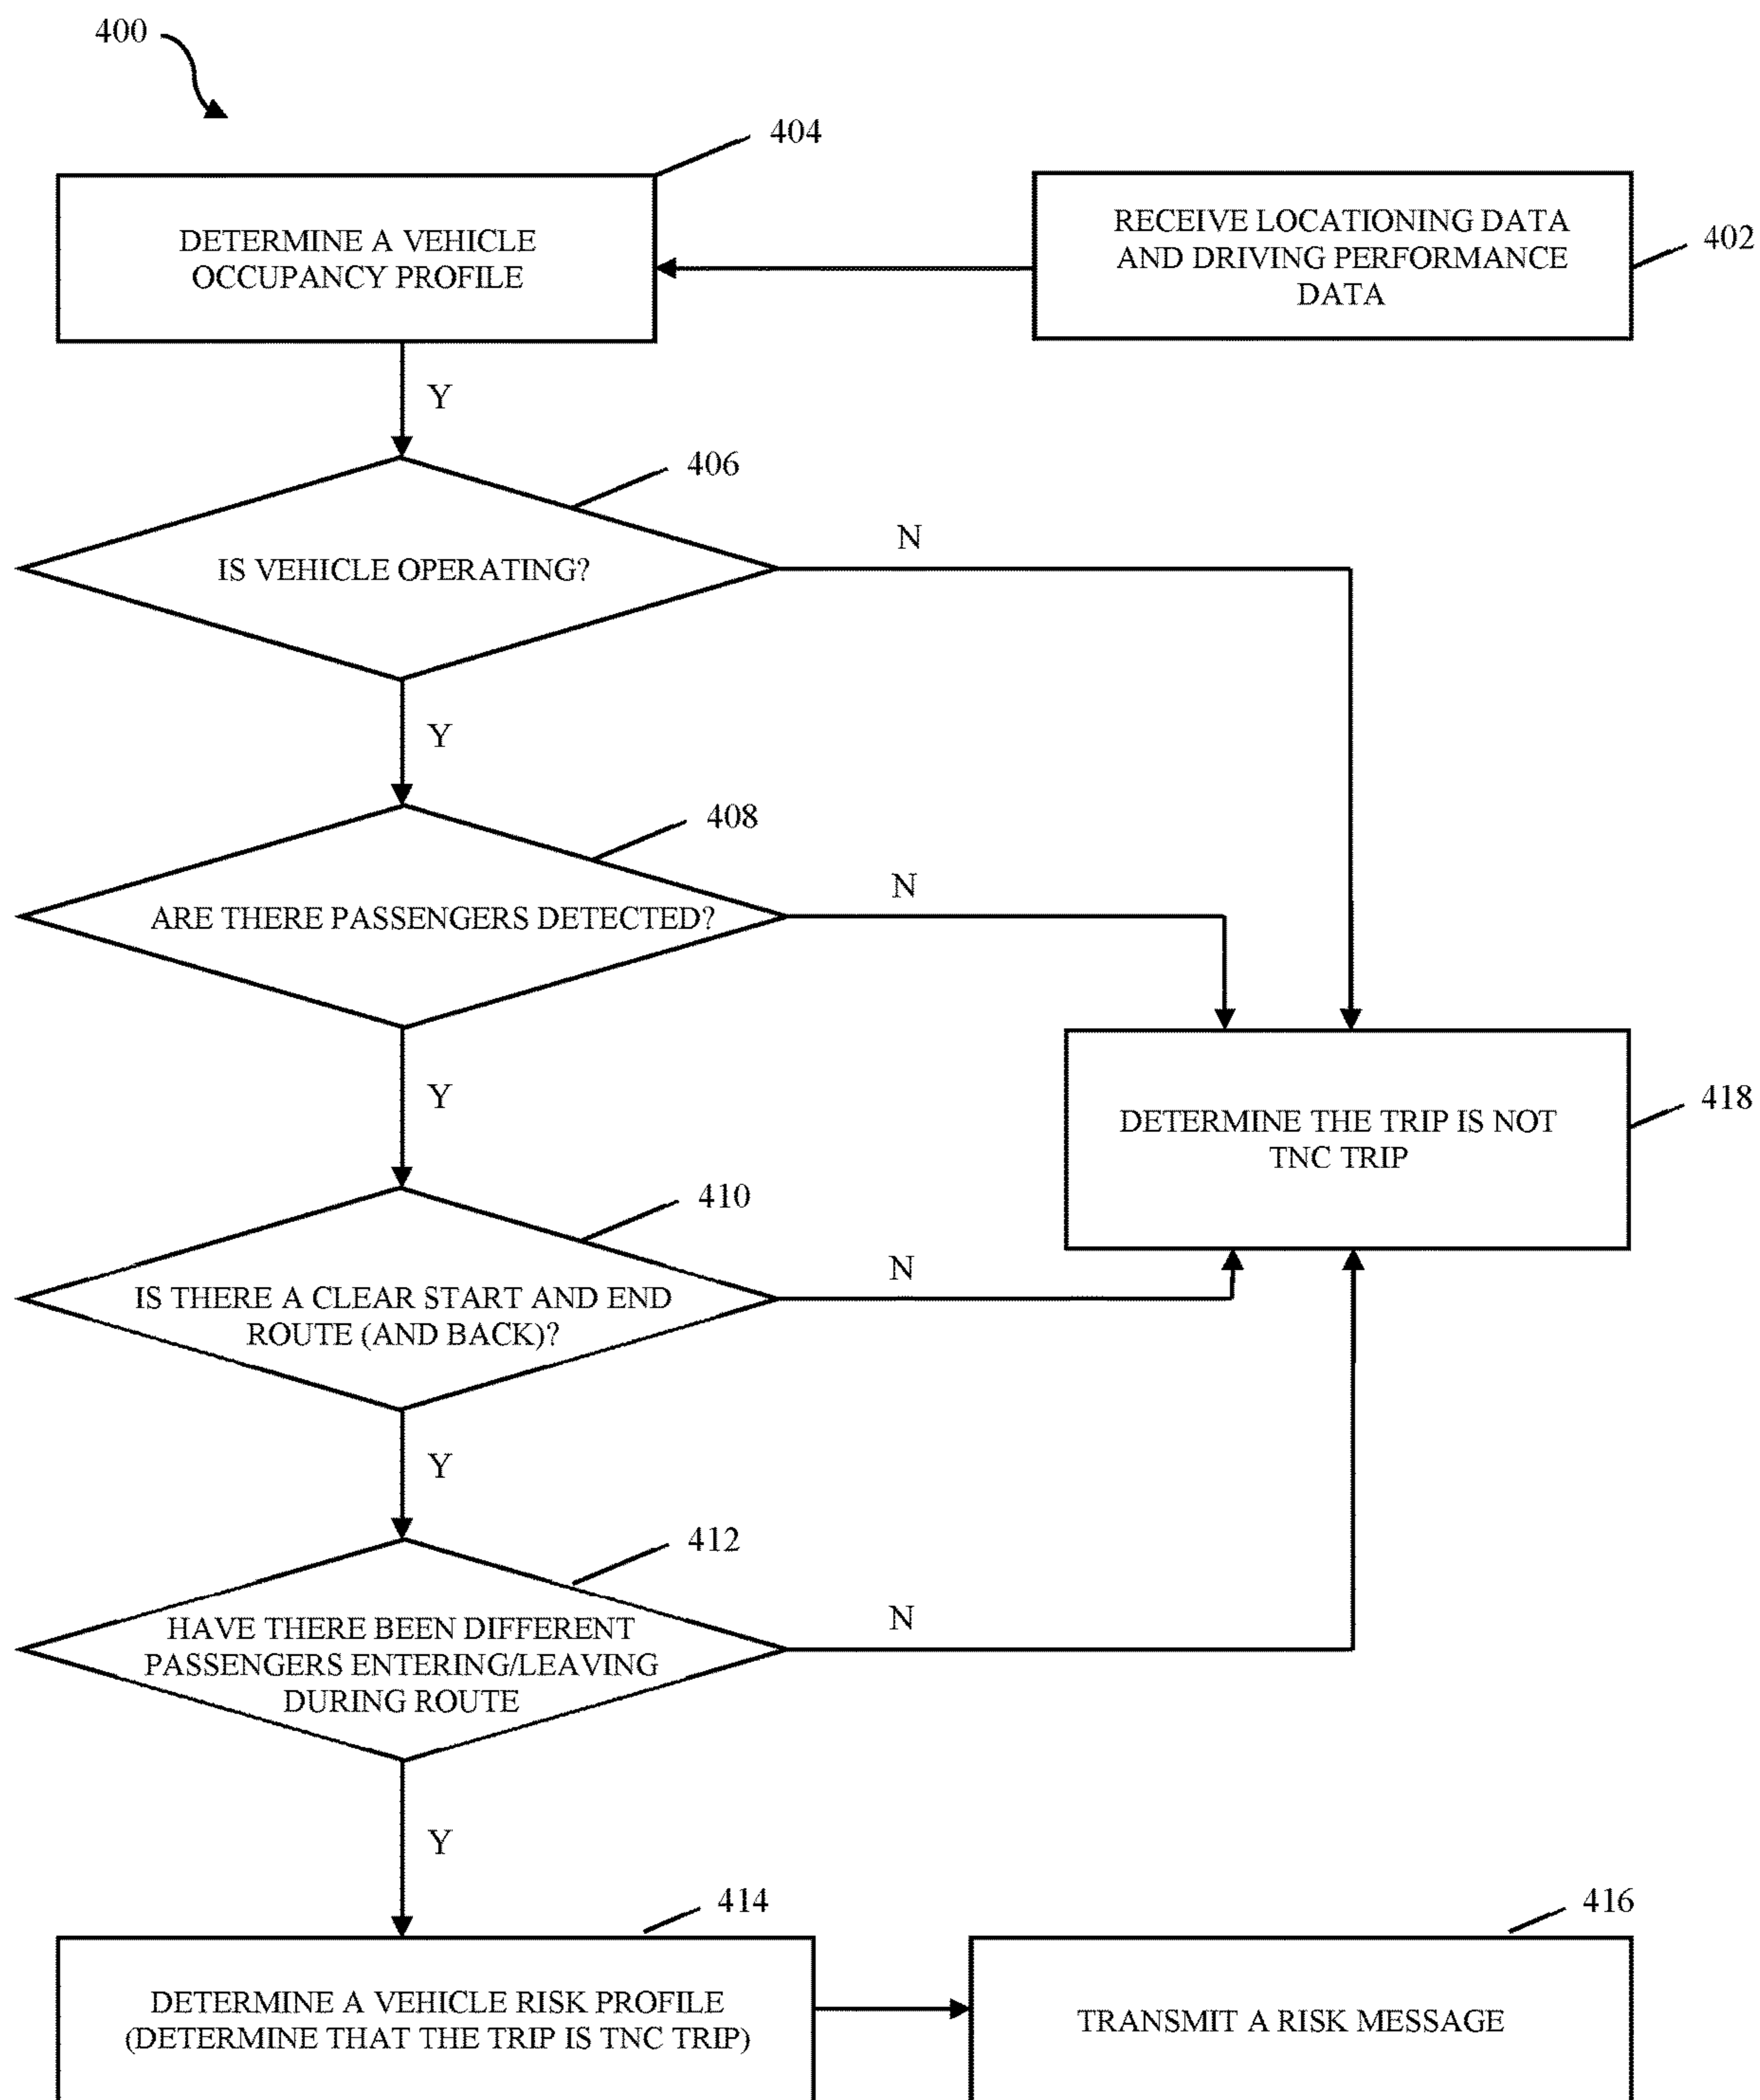 400
404
DETERMINE A VEHICLE
OCCUPANCY PROFILE
RECEIVE LOCATIONING DATA
AND DRIVING PERFORMANCE
DATA
402
Y
406
IS VEHICLE OPERATING?
N
Y
408
ARE THERE PASSENGERS DETECTED?
N
DETERMINE THE TRIP IS NOT
TNC TRIP
418
Y
410
IS THERE A CLEAR START AND END
ROUTE (AND BACK)?
N
Y
412
HAVE THERE BEEN DIFFERENT
PASSENGERS ENTERING/LEAVING
DURING ROUTE
N
Y
414
DETERMINE A VEHICLE RISK PROFILE
(DETERMINE THAT THE TRIP IS TNC TRIP)
416
TRANSMIT A RISK MESSAGE